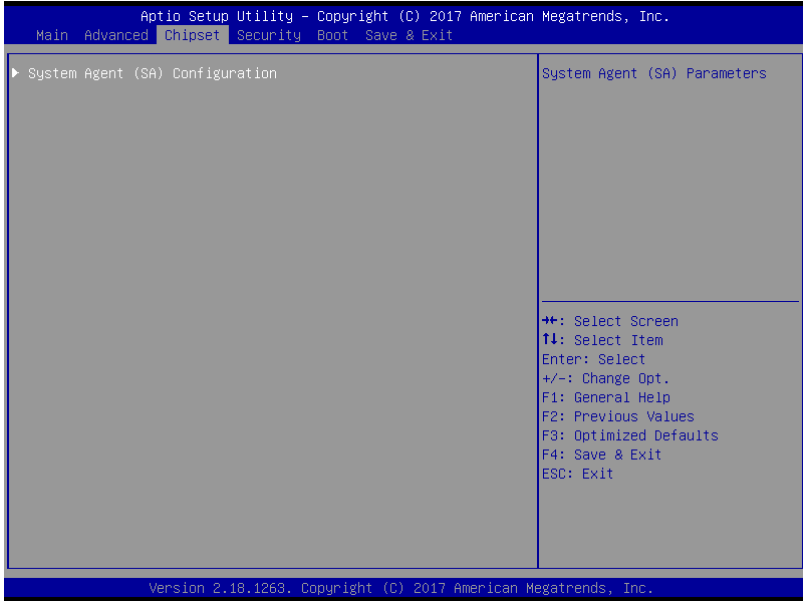 Aptio Setup Utility – Copyright (C) 2017 American Megatrends, Inc.
Main Advanced Chipset Security Boot Save & Exit
▶ System Agent (SA) Configuration
System Agent (SA) Parameters
→←: Select Screen
↑↓: Select Item
Enter: Select
+/-: Change Opt.
F1: General Help
F2: Previous Values
F3: Optimized Defaults
F4: Save & Exit
ESC: Exit
Version 2.18.1263. Copyright (C) 2017 American Megatrends, Inc.